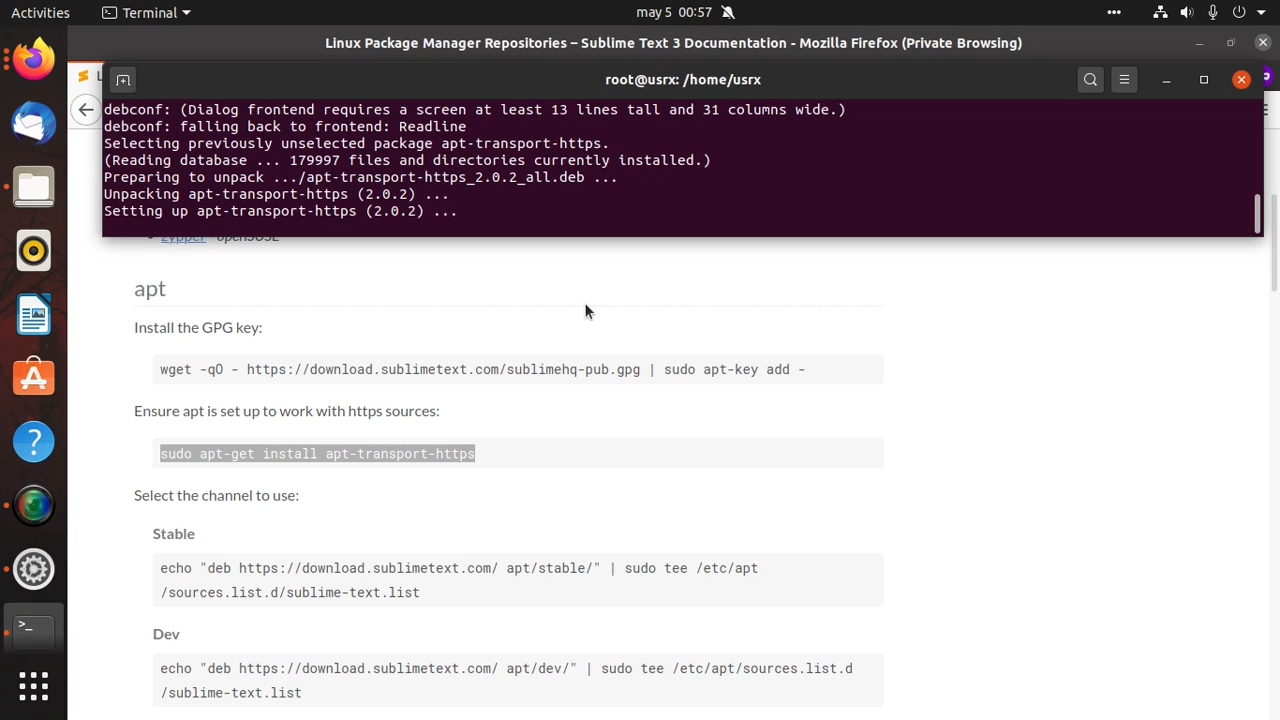 Activities
Terminal
may 5 00:57
Linux Package Manager Repositories – Sublime Text 3 Documentation - Mozilla Firefox (Private Browsing)
L
root@usrx: /home/usrx
debconf: (Dialog frontend requires a screen at least 13 lines tall and 31 columns wide.)
debconf: falling back to frontend: Readline
Selecting previously unselected package apt-transport-https.
(Reading database ... 179997 files and directories currently installed.)
Preparing to unpack .../apt-transport-https_2.0.2_all.deb ...
Unpacking apt-transport-https (2.0.2) ...
Setting up apt-transport-https (2.0.2) ...
zypper - openSUSE
apt
Install the GPG key:
wget -qO - https://download.sublimetext.com/sublimehq-pub.gpg | sudo apt-key add -
Ensure apt is set up to work with https sources:
sudo apt-get install apt-transport-https
Select the channel to use:
Stable
echo "deb https://download.sublimetext.com/ apt/stable/" | sudo tee /etc/apt
/sources.list.d/sublime-text.list
Dev
echo "deb https://download.sublimetext.com/ apt/dev/" | sudo tee /etc/apt/sources.list.d
/sublime-text.list